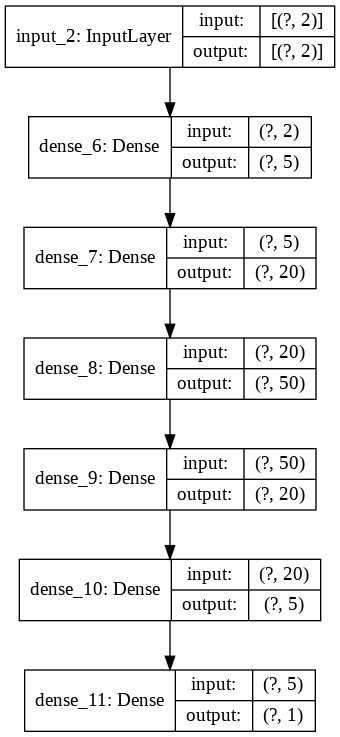 input_2: InputLayer
input: [(?, 2)]
output: [(?, 2)]
dense_6: Dense
input: (?, 2)
output: (?, 5)
dense_7: Dense
input: (?, 5)
output: (?, 20)
dense_8: Dense
input: (?, 20)
output: (?, 50)
dense_9: Dense
input: (?, 50)
output: (?, 20)
dense_10: Dense
input: (?, 20)
output: (?, 5)
dense_11: Dense
input: (?, 5)
output: (?, 1)